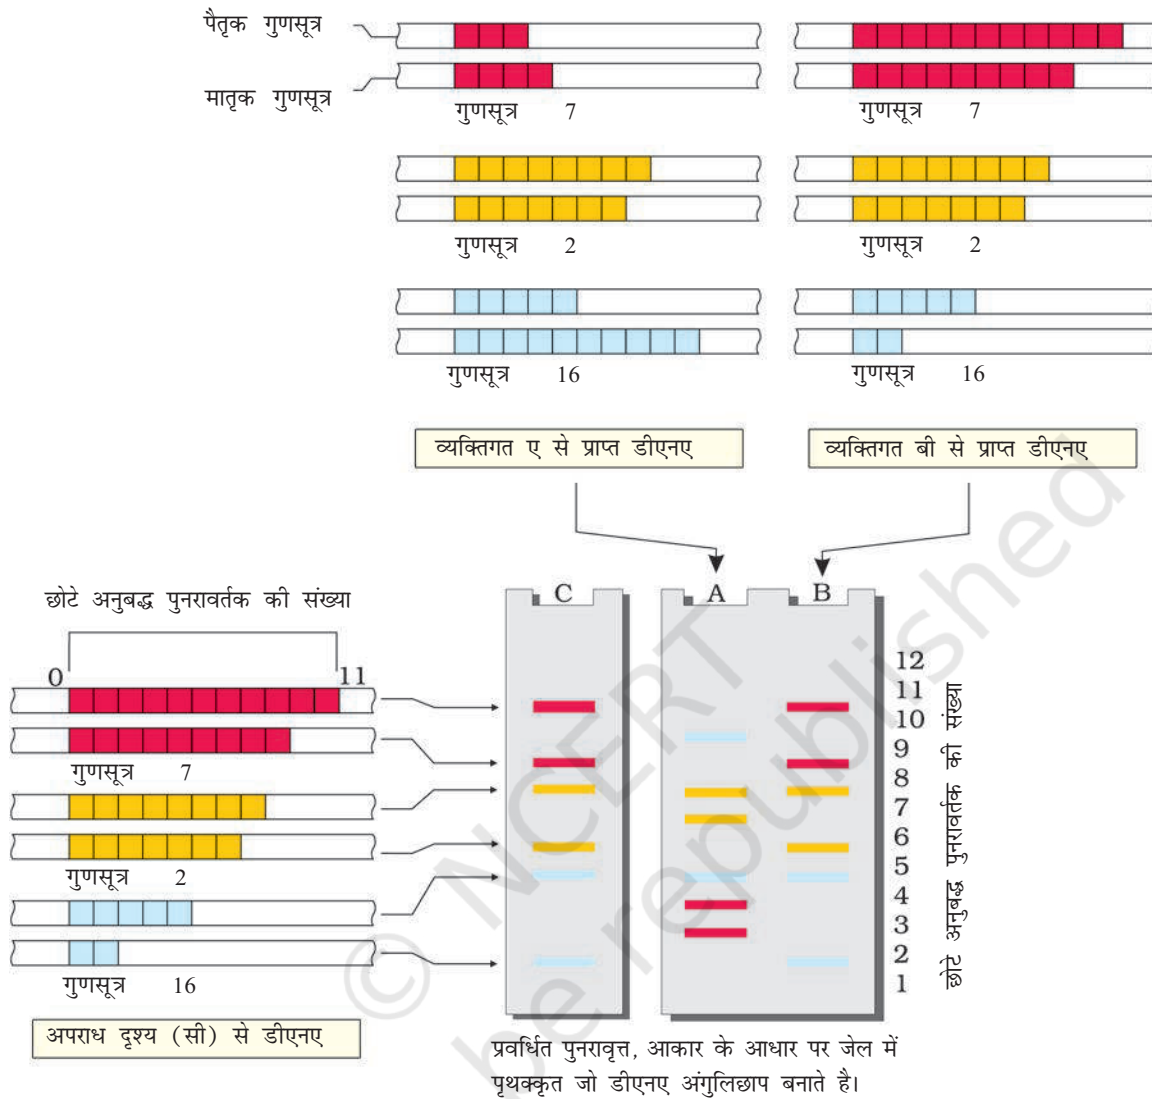 पैतृक गुणसूत्र
मातृक गुणसूत्र
गुणसूत्र 7
गुणसूत्र 7
गुणसूत्र 2
गुणसूत्र 2
गुणसूत्र 16
गुणसूत्र 16
व्यक्तिगत ए से प्राप्त डीएनए
व्यक्तिगत बी से प्राप्त डीएनए
छोटे अनुबद्ध पुनरावर्तक की संख्या
0 11
गुणसूत्र 7
गुणसूत्र 2
गुणसूत्र 16
अपराध दृश्य (सी) से डीएनए
C A B
12
11
10
9
8
7
6
5
4
3
2
1
छोटे अनुबद्ध पुनरावर्तक की संख्या
प्रवर्धित पुनरावृत्त, आकार के आधार पर जेल में
पृथक्कृत जो डीएनए अंगुलिछाप बनाते है।
© NCERT
be republished